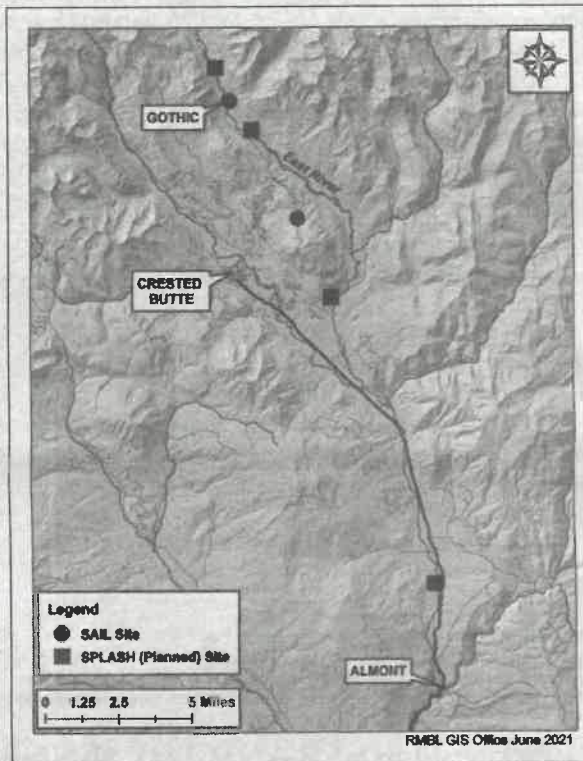 GOTHIC
East River
CRESTED
BUTTE
Legend
SAIL Site
SPLASH (Planned) Site
ALMONT
0 1.25 2.5 5 Miles
RMBL GIS Office June 2021